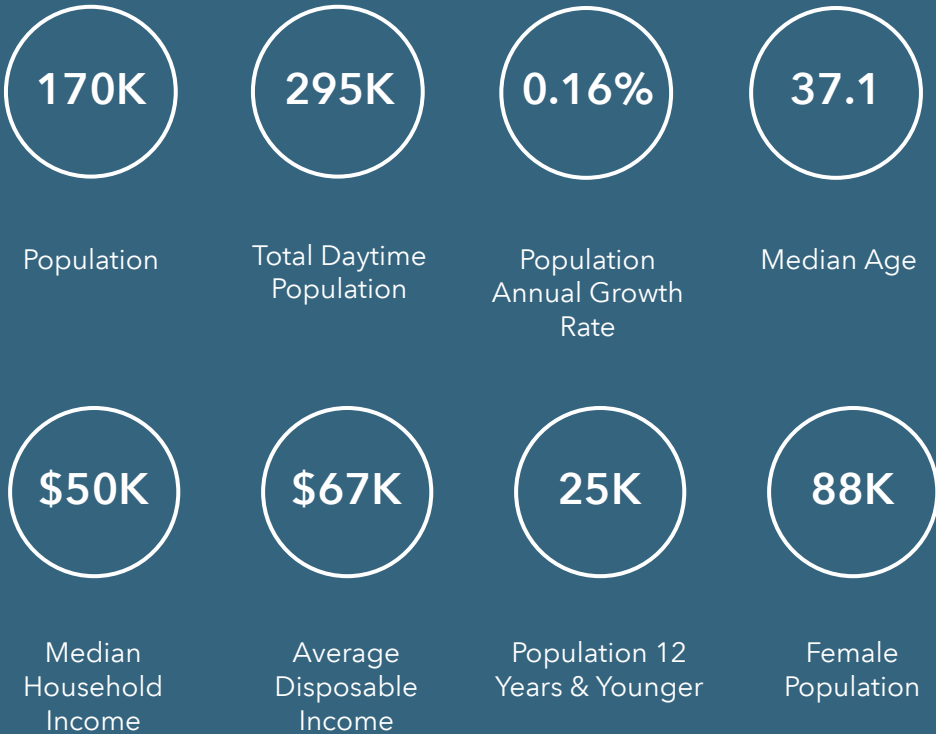 170K
295K
0.16%
37.1
Population
Total Daytime
Population
Population
Annual Growth
Rate
Median Age
$50K
$67K
25K
88K
Median
Household
Income
Average
Disposable
Income
Population 12
Years & Younger
Female
Population